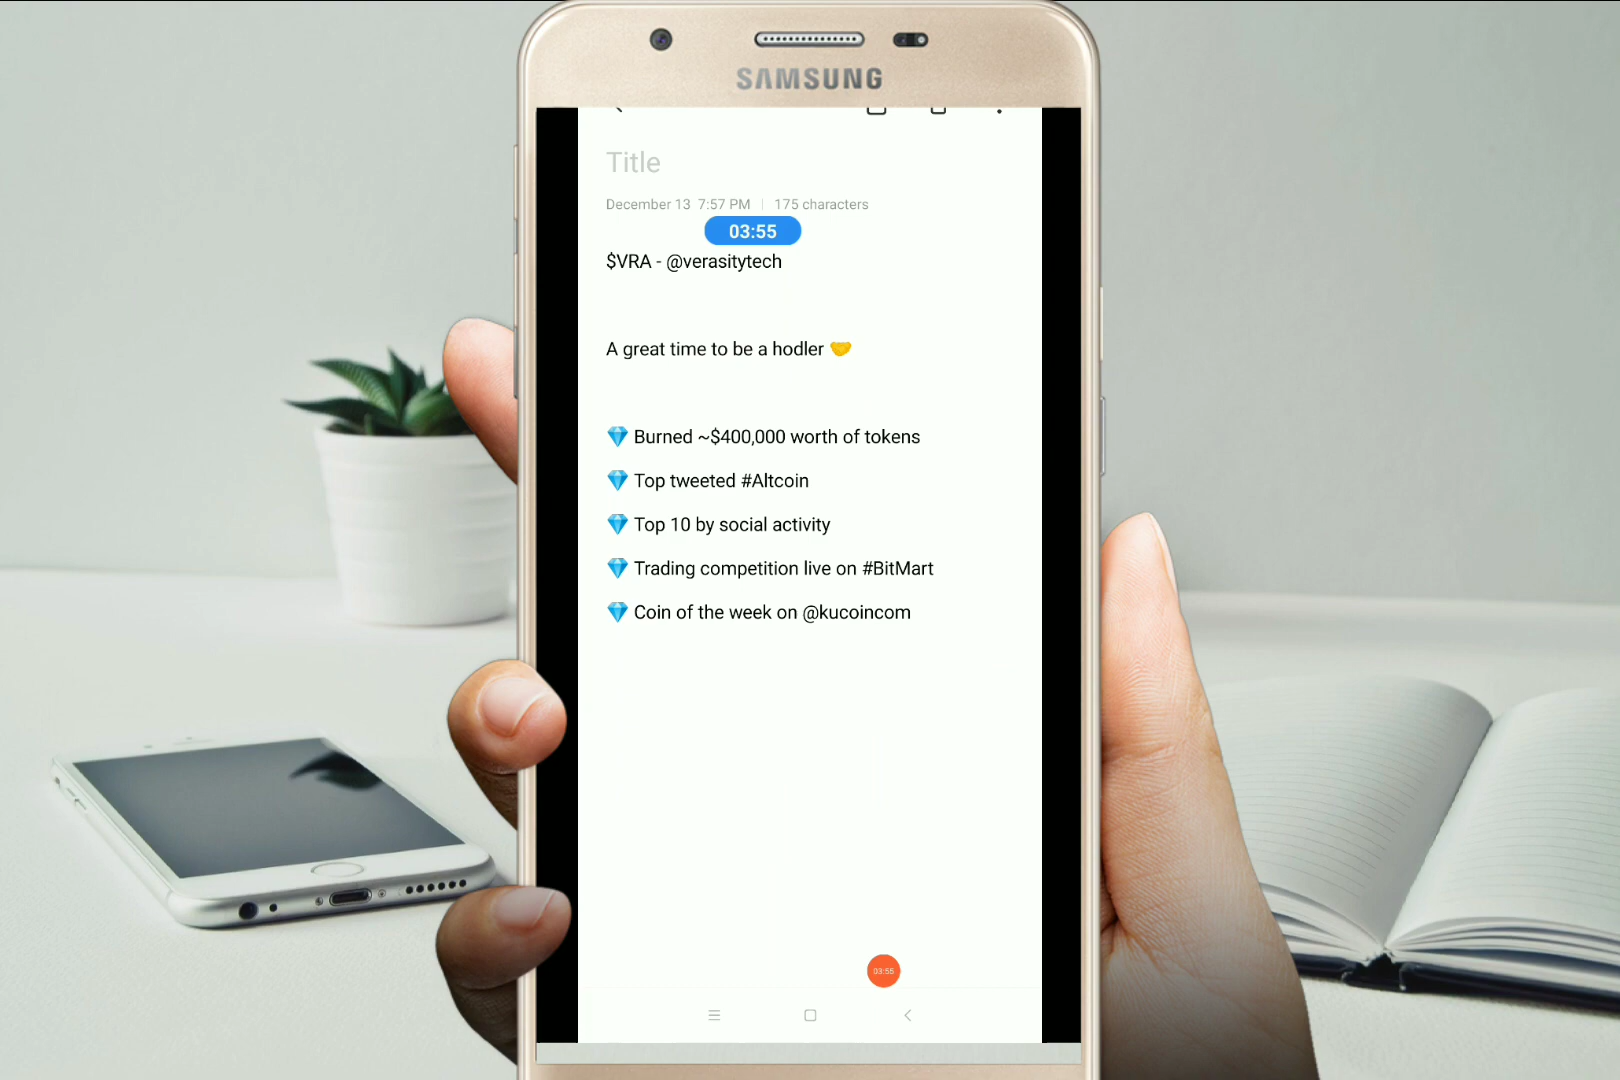 SAMSUNG
Title
December 13 7:57 PM | 175 characters
03:55
$VRA - @verasitytech
A great time to be a hodler 🤝
💎 Burned ~$400,000 worth of tokens
💎 Top tweeted #Altcoin
💎 Top 10 by social activity
💎 Trading competition live on #BitMart
💎 Coin of the week on @kucoincom
03:55